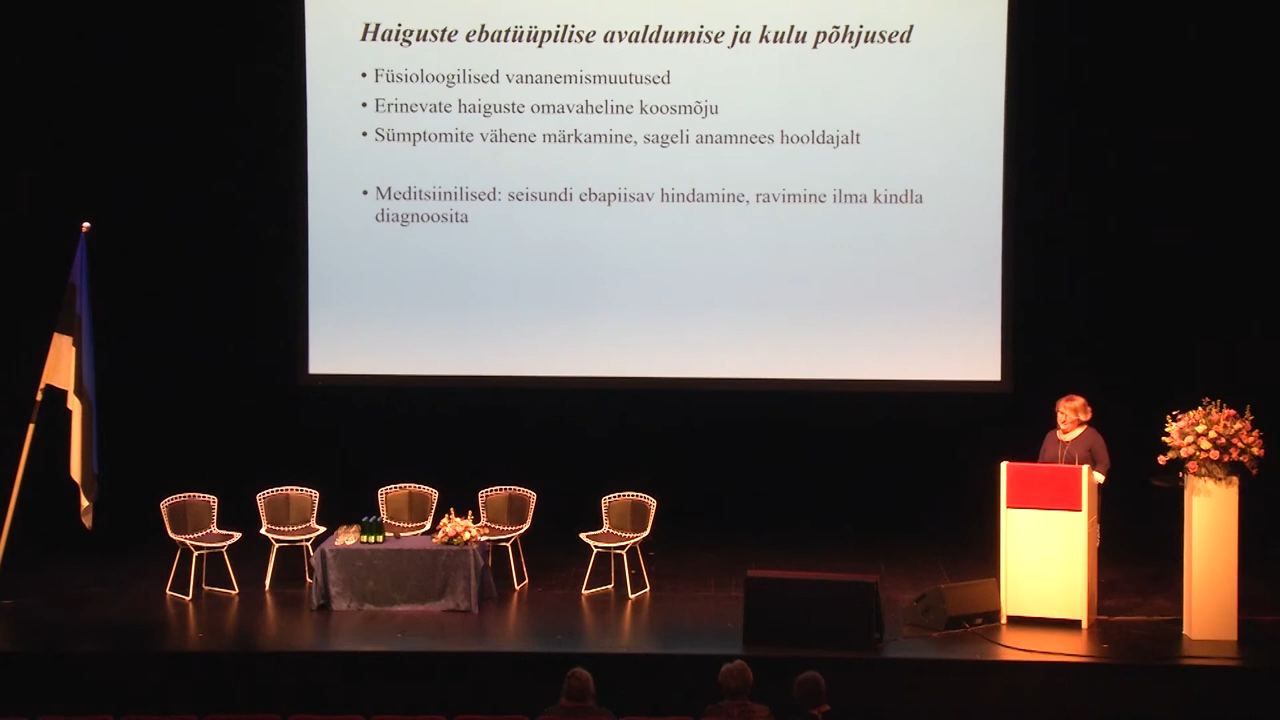 Haiguste ebatüüpilise avaldumise ja kulu põhjused
• Füsioloogilised vananemismuutused
• Erinevate haiguste omavaheline koosmõju
• Sümptomite vähene märkamine, sageli anamnees hooldajalt
• Meditsiinilised: seisundi ebapiisav hindamine, ravimine ilma kindla
diagnoosita